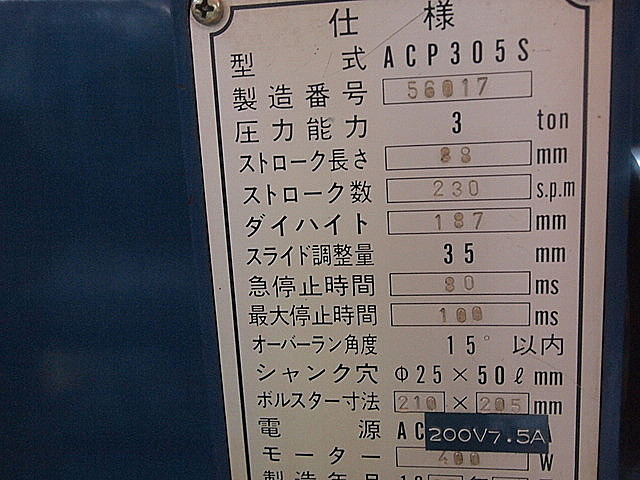 仕様
型式 ACP305S
製造番号 56017
圧力能力 3 ton
ストローク長さ 88 mm
ストローク数 230 s.p.m
ダイハイト 187 mm
スライド調整量 35 mm
急停止時間 80 ms
最大停止時間 100 ms
オーバーラン角度 15° 以内
シャンク穴 Φ25×50ℓ mm
ボルスター寸法 210 × 205 mm
電源 AC 200V7.5A
モーター 400 W
製造年月